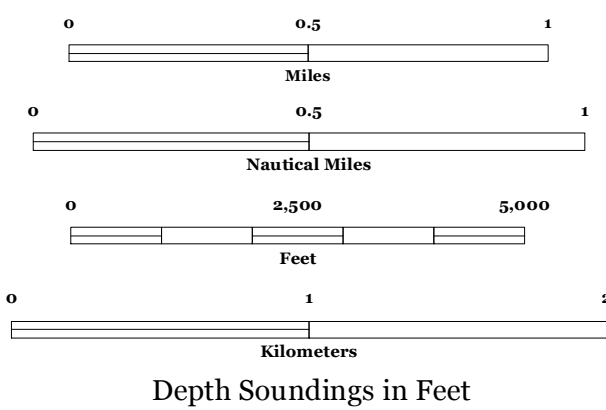 0 0.5 1
Miles
0 0.5 1
Nautical Miles
0 2,500 5,000
Feet
0 1 2
Kilometers
Depth Soundings in Feet